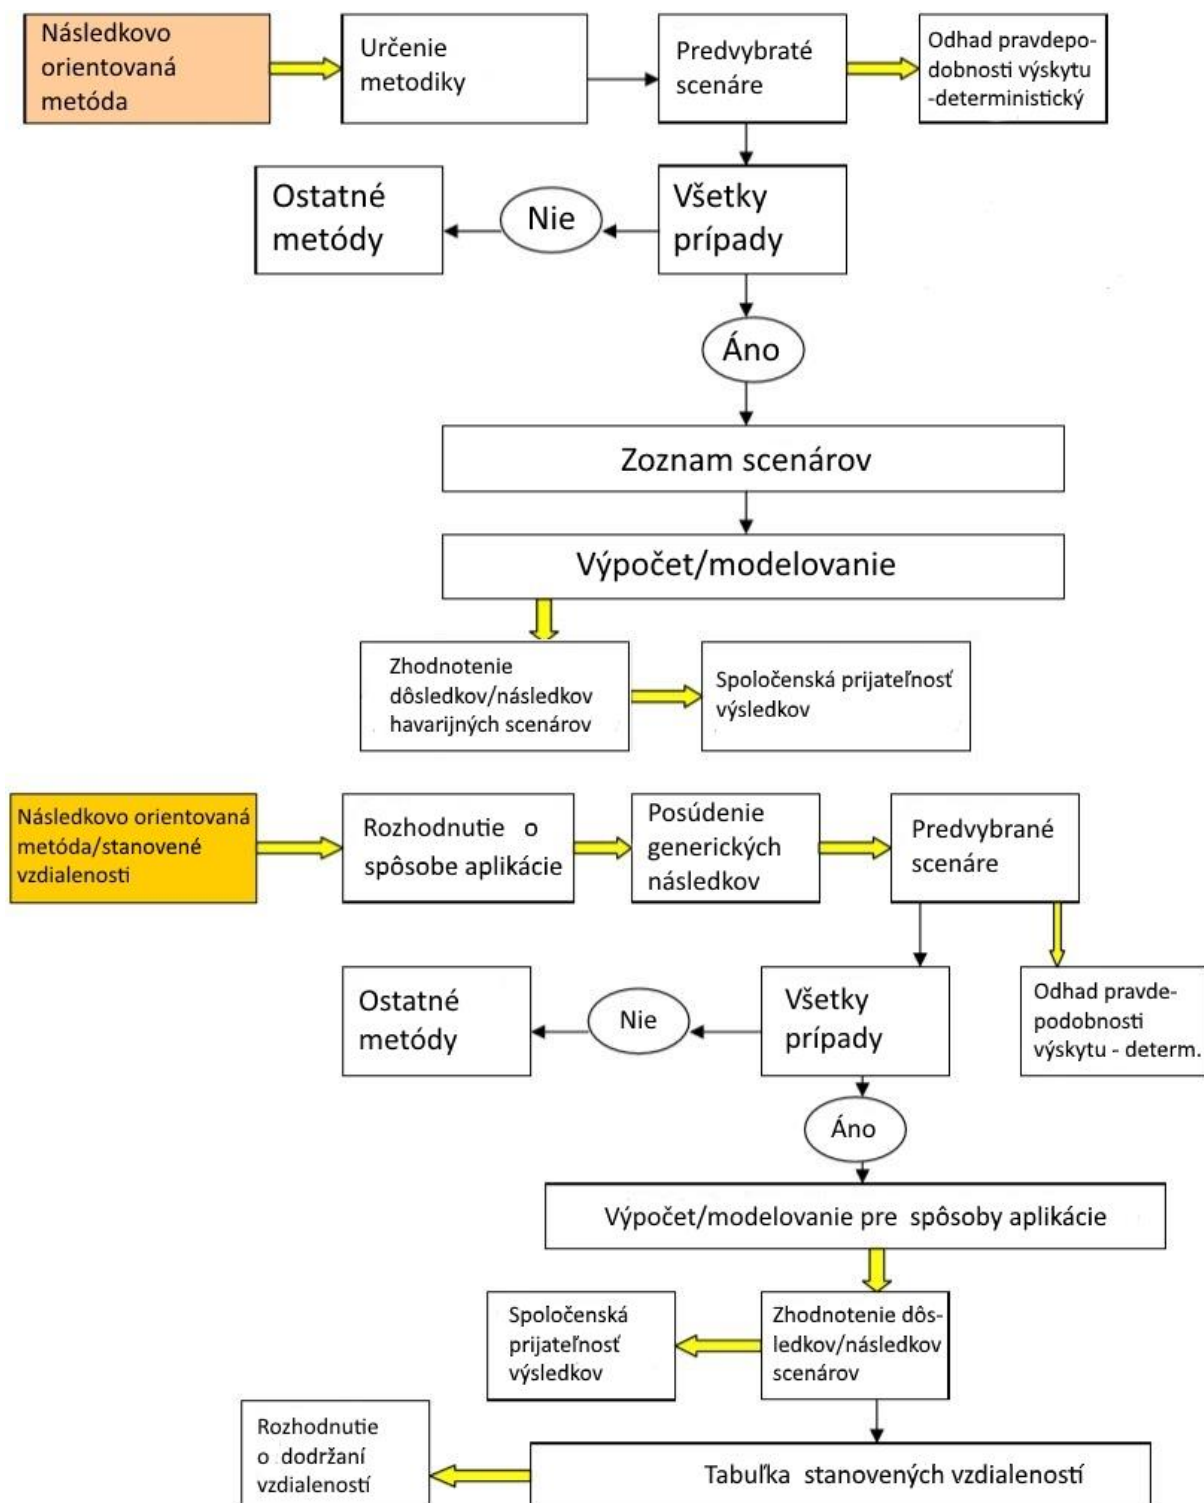 Následkovo
orientovaná
metóda
Určenie
metodiky
Predvybraté
scenáre
Odhad pravdepo-
dobnosti výskytu
-deterministický
Ostatné
metódy
Nie
Všetky
prípady
Áno
Zoznam scenárov
Výpočet/modelovanie
Zhodnotenie
dôsledkov/následkov
havarijných scenárov
Spoločenská prijateľnosť
výsledkov
Následkovo orientovaná
metóda/stanovené
vzdialenosti
Rozhodnutie o
spôsobe aplikácie
Posúdenie
generických
následkov
Predvybrané
scenáre
Ostatné
metódy
Nie
Všetky
prípady
Odhad pravde-
podobnosti
výskytu - determ.
Áno
Výpočet/modelovanie pre spôsoby aplikácie
Spoločenská
prijateľnosť
výsledkov
Zhodnotenie dôs-
ledkov/následkov
scenárov
Rozhodnutie
o dodržaní
vzdialeností
Tabuľka stanovených vzdialeností